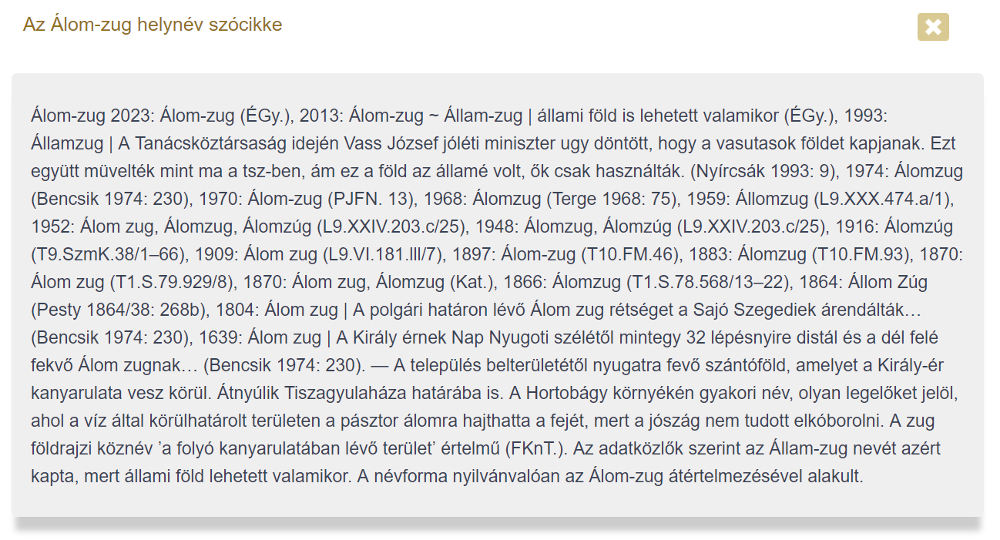 Az Álom-zug helynév szócikke
Álom-zug 2023: Álom-zug (ÉGy.), 2013: Álom-zug ~ Állam-zug | állami föld is lehetett valamikor (ÉGy.), 1993:
Államzug | A Tanácsköztársaság idején Vass József jóléti miniszter ugy döntött, hogy a vasutasok földet kapjanak. Ezt
együtt müvelték mint ma a tsz-ben, ám ez a föld az államé volt, ők csak használták. (Nyírcsák 1993: 9), 1974: Álomzug
(Bencsik 1974: 230), 1970: Álom-zug (PJFN. 13), 1968: Álomzug (Terge 1968: 75), 1959: Állomzug (L9.XXX.474.a/1),
1952: Álom zug, Álomzug, Álomzúg (L9.XXIV.203.c/25), 1948: Álomzug, Álomzúg (L9.XXIV.203.c/25), 1916: Álomzúg
(T9.SzmK.38/1–66), 1909: Álom zug (L9.VI.181.III/7), 1897: Álom-zug (T10.FM.46), 1883: Álomzug (T10.FM.93), 1870:
Álom zug (T1.S.79.929/8), 1870: Álom zug, Álomzug (Kat.), 1866: Álomzug (T1.S.78.568/13–22), 1864: Állom Zúg
(Pesty 1864/38: 268b), 1804: Álom zug | A polgári határon lévő Álom zug rétséget a Sajó Szegediek árendálták…
(Bencsik 1974: 230), 1639: Álom zug | A Király érnek Nap Nyugoti szélétől mintegy 32 lépésnyire distál és a dél felé
fekvő Álom zugnak… (Bencsik 1974: 230). — A település belterületétől nyugatra fevő szántóföld, amelyet a Király-ér
kanyarulata vesz körül. Átnyúlik Tiszagyulaháza határába is. A Hortobágy környékén gyakori név, olyan legelőket jelöl,
ahol a víz által körülhatárolt területen a pásztor álomra hajthatta a fejét, mert a jószág nem tudott elkóborolni. A zug
földrajzi köznév ’a folyó kanyarulatában lévő terület’ értelmű (FKnT.). Az adatközlők szerint az Állam-zug nevét azért
kapta, mert állami föld lehetett valamikor. A névforma nyilvánvalóan az Álom-zug átértelmezésével alakult.